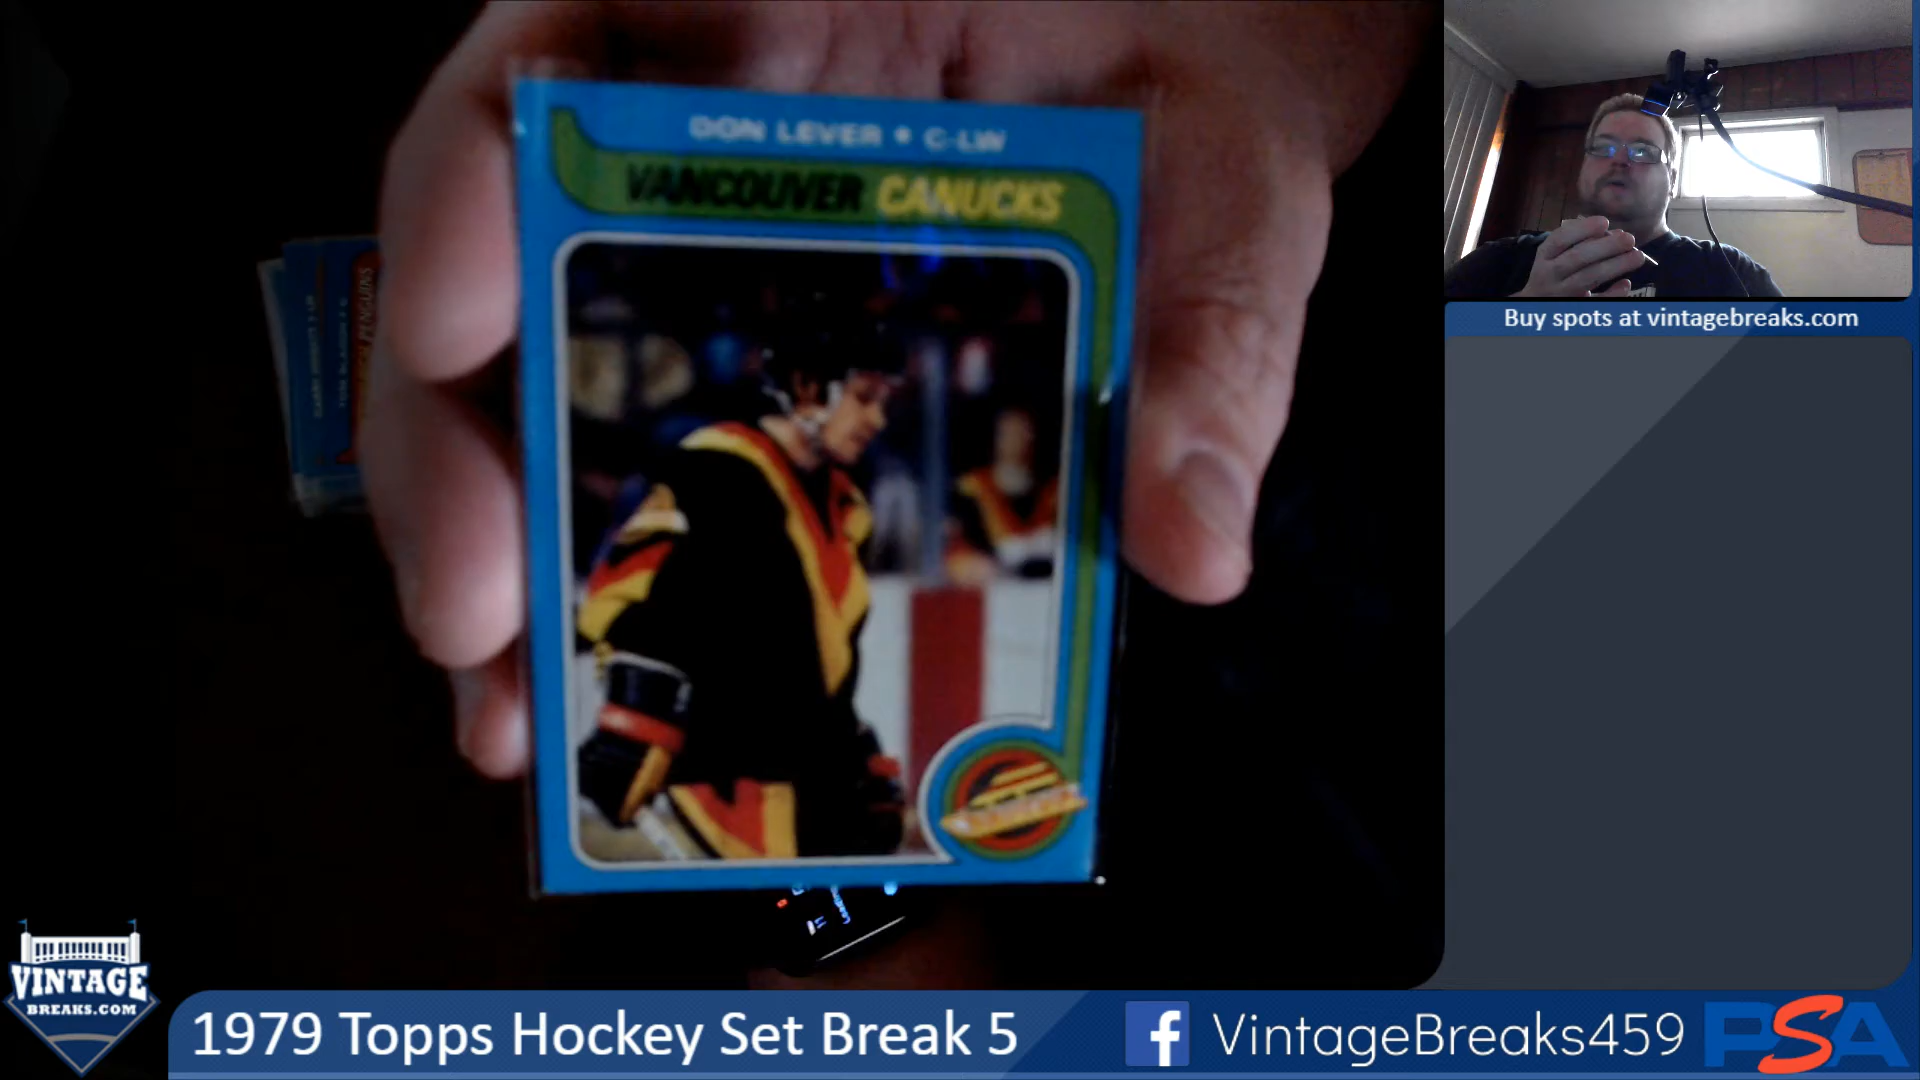 DON LEVER • C-LW
VANCOUVER CANUCKS
PENGUINS
Buy spots at vintagebreaks.com
VINTAGE
BREAKS.COM
1979 Topps Hockey Set Break 5
f VintageBreaks459
PSA